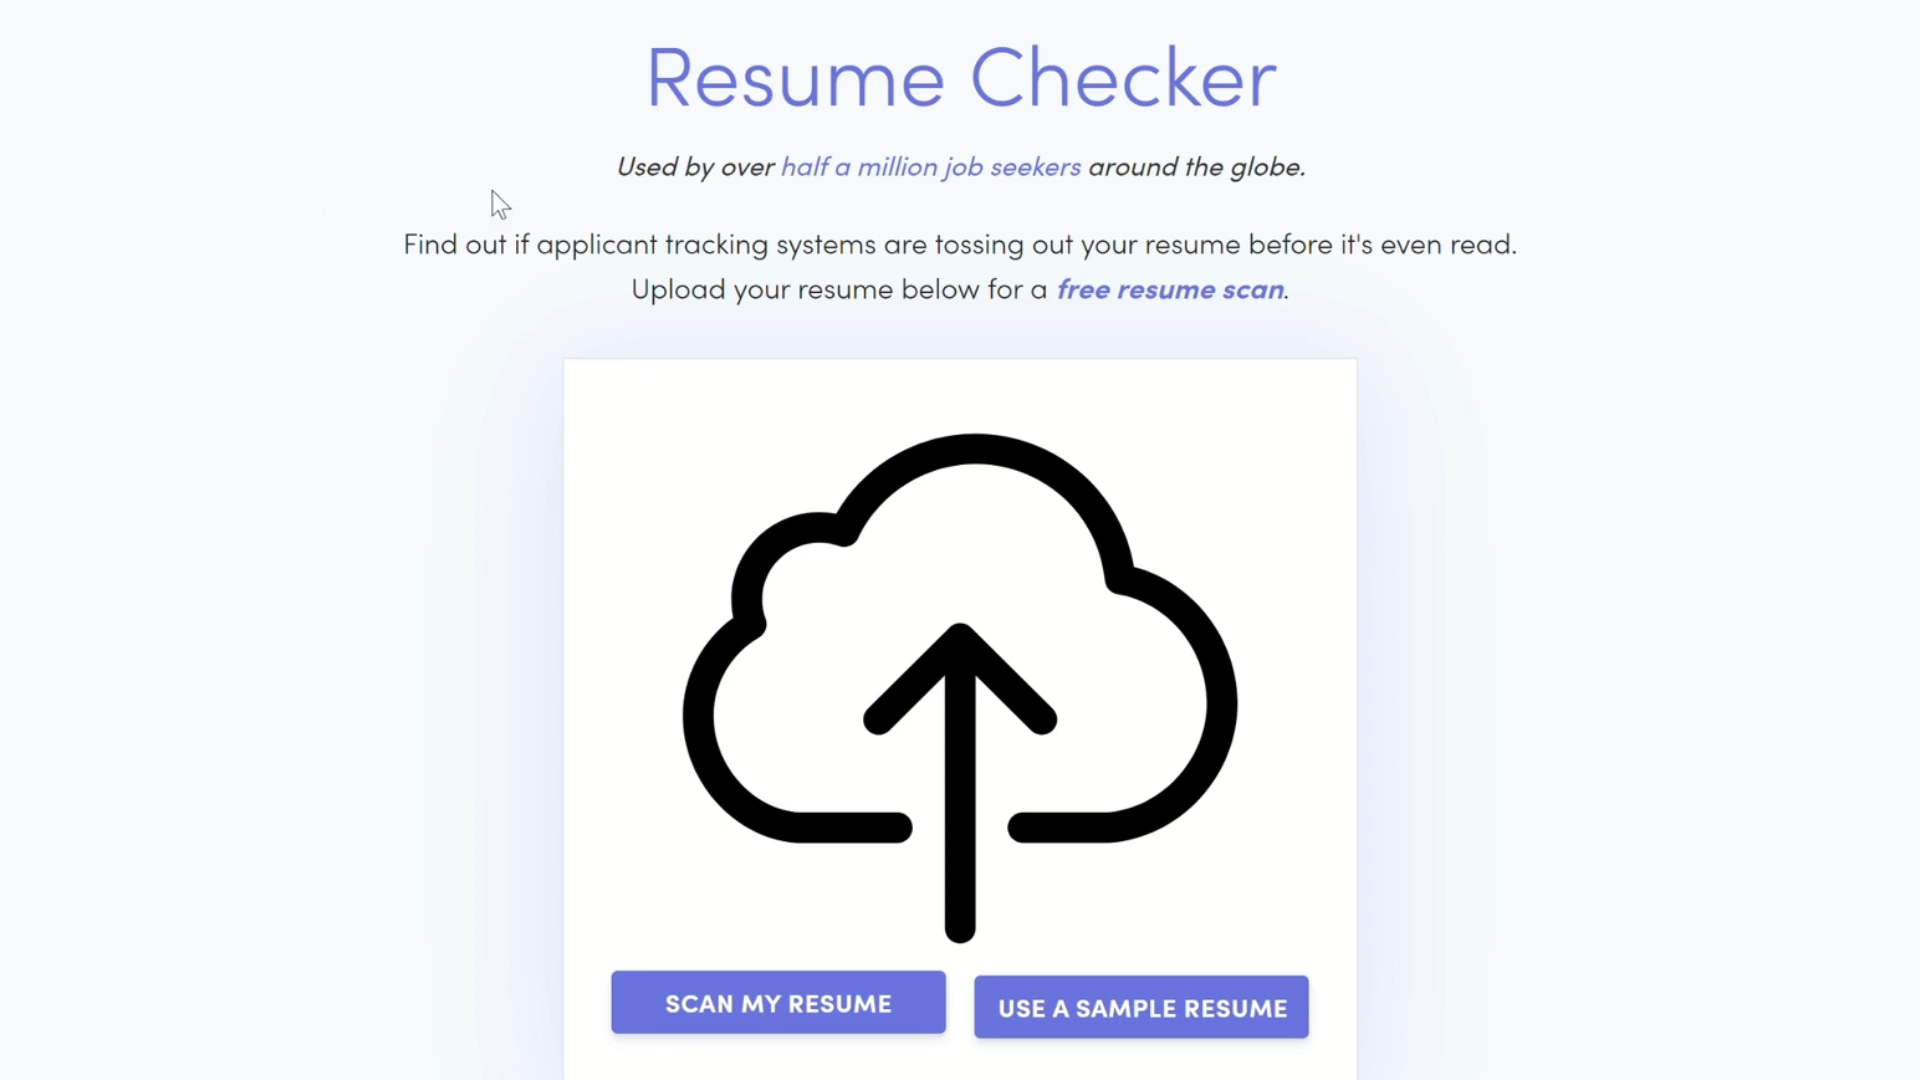 Resume Checker
Used by over half a million job seekers around the globe.
Find out if applicant tracking systems are tossing out your resume before it's even read.
Upload your resume below for a free resume scan.
SCAN MY RESUME
USE A SAMPLE RESUME